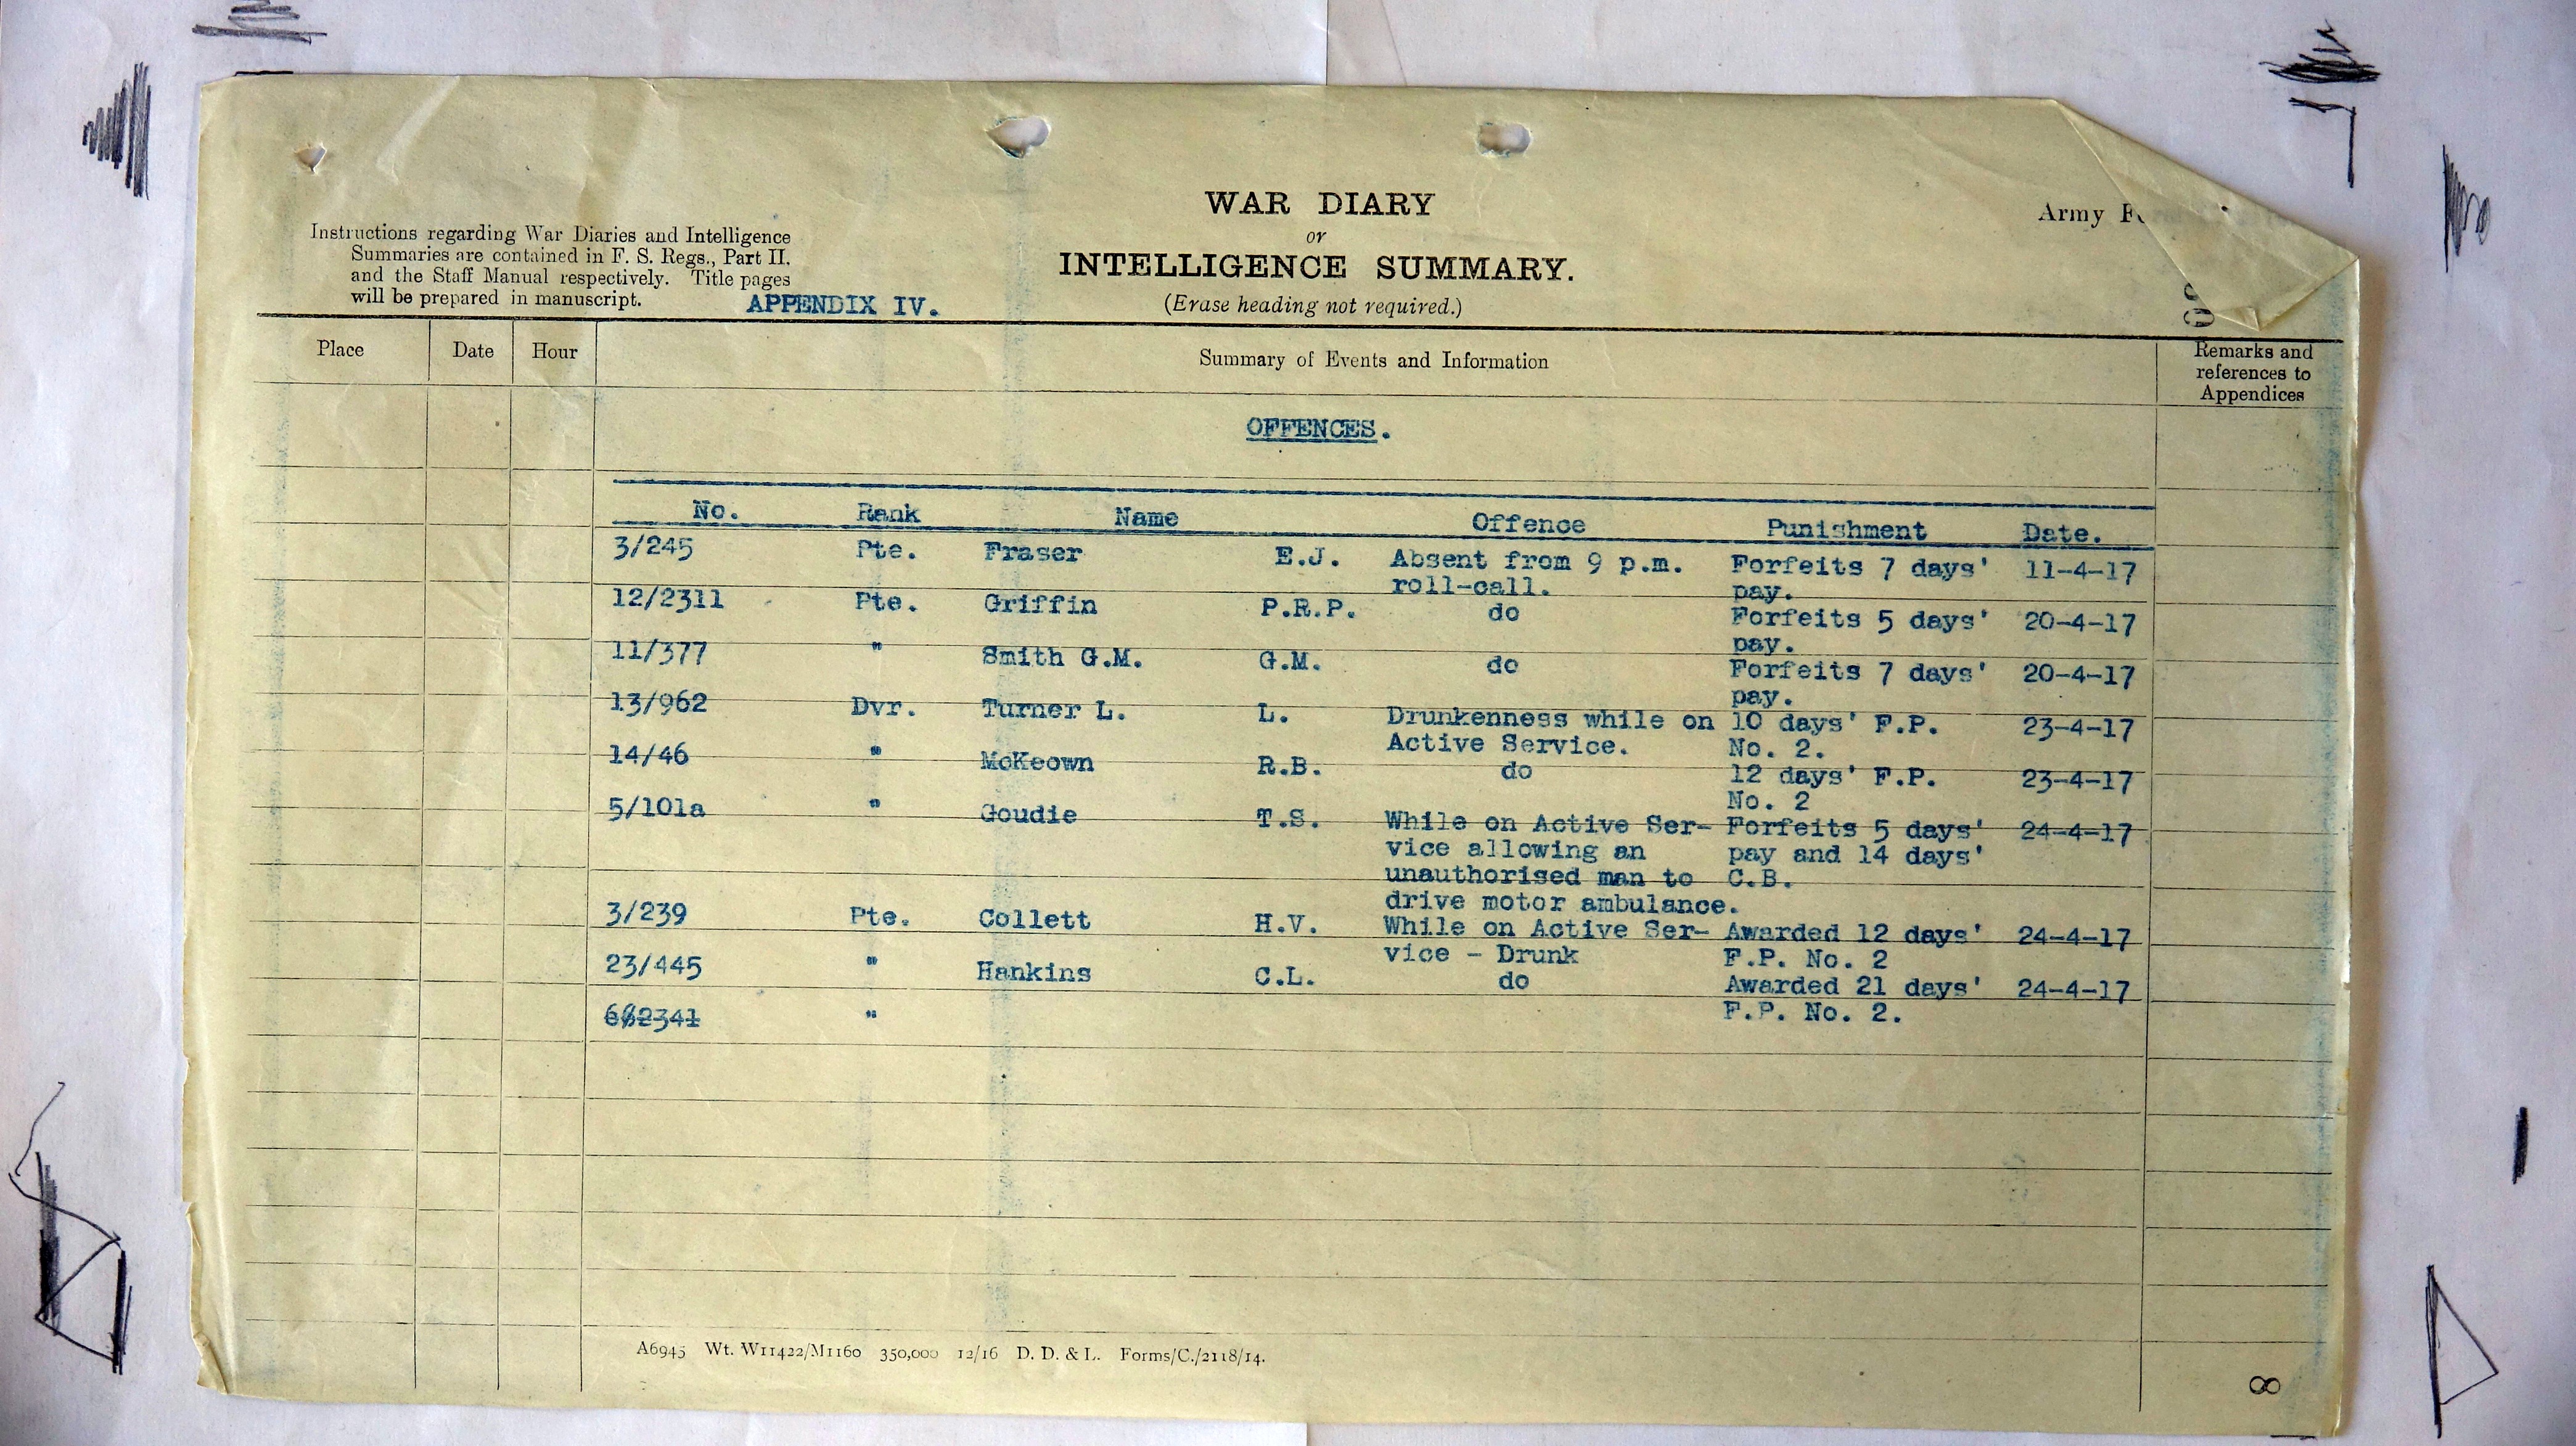 WAR DIARY
or
INTELLIGENCE SUMMARY.
(Erase heading not required.)
Army
Instructions regarding War Diaries and Intelligence
Summaries are contained in F. S. Regs., Part II.
and the Staff Manual respectively. Title pages
will be prepared in manuscript.
APPENDIX IV.
Place Date Hour Summary of Events and Information Remarks and
references to
Appendices
OFFENCES.
No. Rank Name Offence Punishment Date.
3/245 Pte. Fraser E.J. Absent from 9 p.m. Forfeits 7 days' 11-4-17
roll-call. pay.
12/2311 Pte. Griffin P.R.P. do Forfeits 5 days' 20-4-17
pay.
11/377 " Smith G.M. G.M. do Forfeits 7 days' 20-4-17
pay.
13/962 Dvr. Turner L. L. Drunkenness while on 10 days' F.P. 23-4-17
Active Service. No. 2.
14/46 " McKeown R.B. do 12 days' F.P. 23-4-17
No. 2
5/101a " Goudie T.S. While on Active Ser- Forfeits 5 days' 24-4-17
vice allowing an pay and 14 days'
unauthorised man to C.B.
drive motor ambulance.
3/239 Pte. Collett H.V. While on Active Ser- Awarded 12 days' 24-4-17
vice - Drunk F.P. No. 2
23/445 " Hankins C.L. do Awarded 21 days' 24-4-17
" F.P. No. 2.
A6945 Wt. W11422/M1160 350,000 12/16 D. D. & L. Forms/C./2118/14.
8